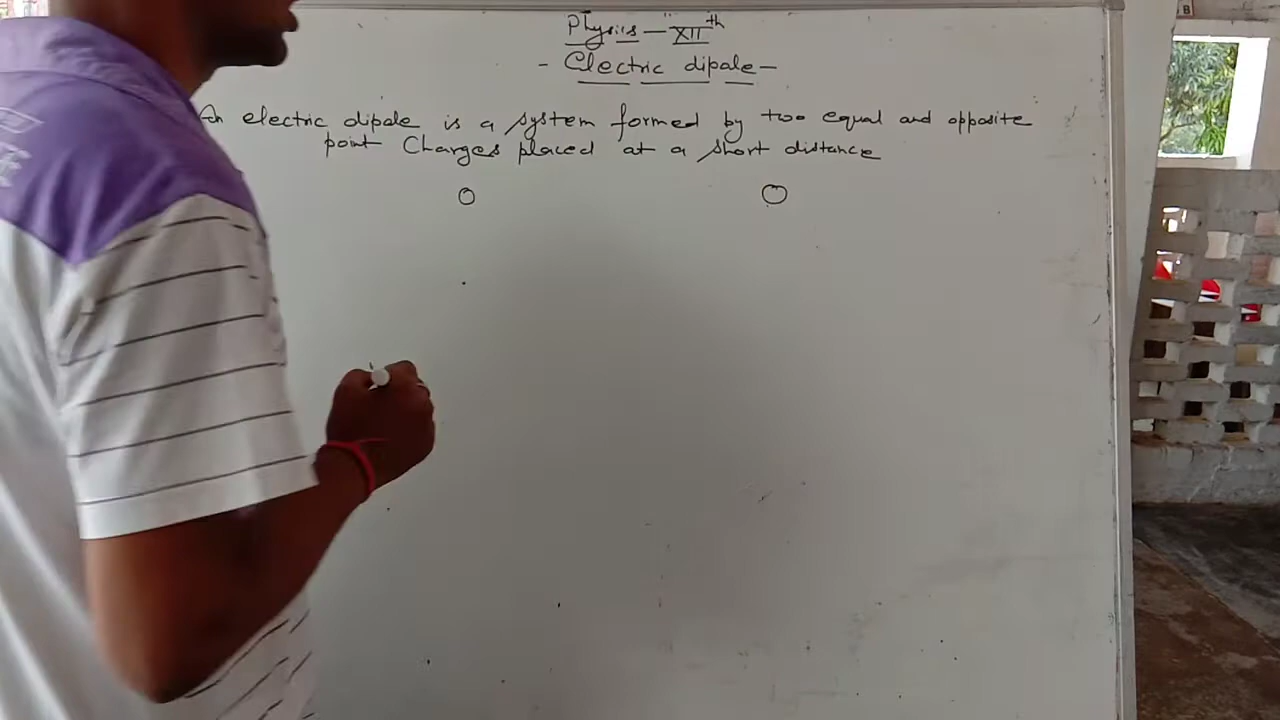 Physics — XIIth
- Electric dipole -
An electric dipole is a system formed by two equal and opposite
point Charges placed at a short distance
B